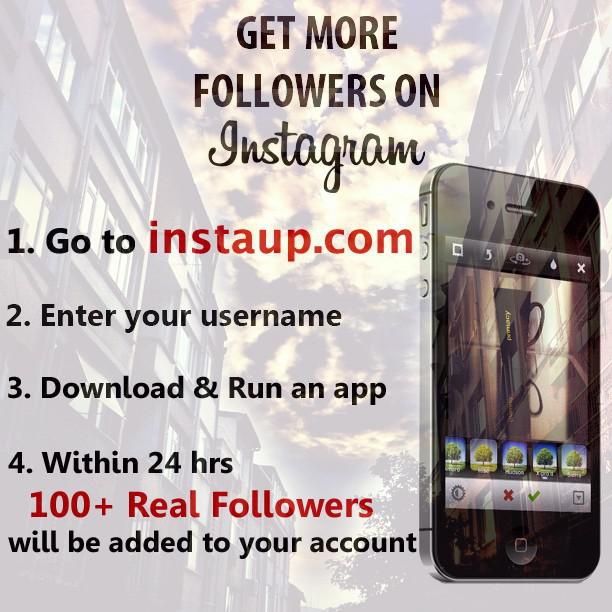 GET MORE
FOLLOWERS ON
Instagram
1. Go to instaup.com
2. Enter your username
3. Download & Run an app
4. Within 24 hrs
100+ Real Followers
will be added to your account
Hudson